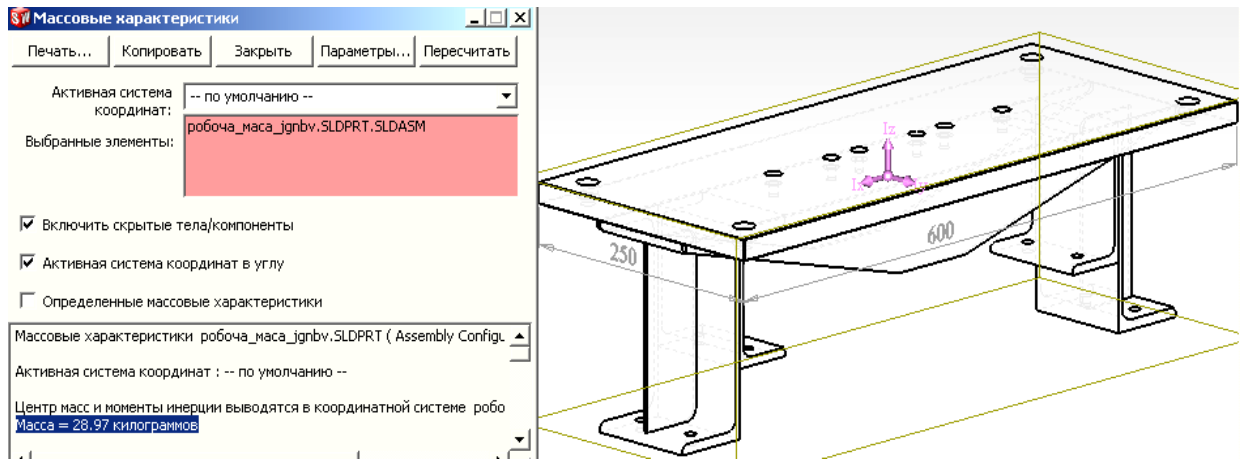 Массовые характеристики
Печать... Копировать Закрыть Параметры... Пересчитать
Активная система координат:
-- по умолчанию --
Выбранные элементы:
робоча_маса_jgnbv.SLDPRT.SLDASM
Включить скрытые тела/компоненты
Активная система координат в углу
Определенные массовые характеристики
Массовые характеристики робоча_маса_jgnbv.SLDPRT ( Assembly Configu
Активная система координат : -- по умолчанию --
Центр масс и моменты инерции выводятся в координатной системе робо
Масса = 28.97 килограммов
Iz
Ix
250
600